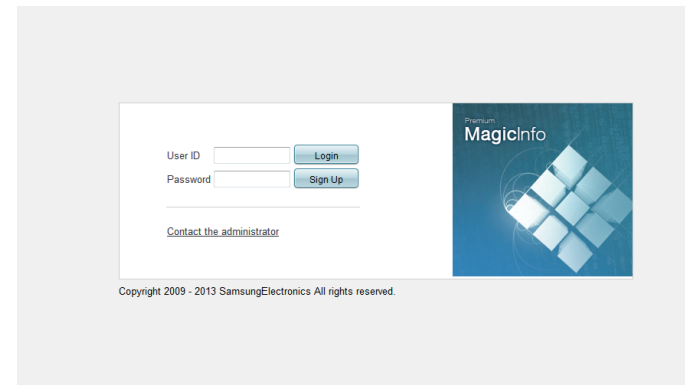 Premium
MagicInfo
User ID
Login
Password
Sign Up
Contact the administrator
Copyright 2009 - 2013 SamsungElectronics All rights reserved.